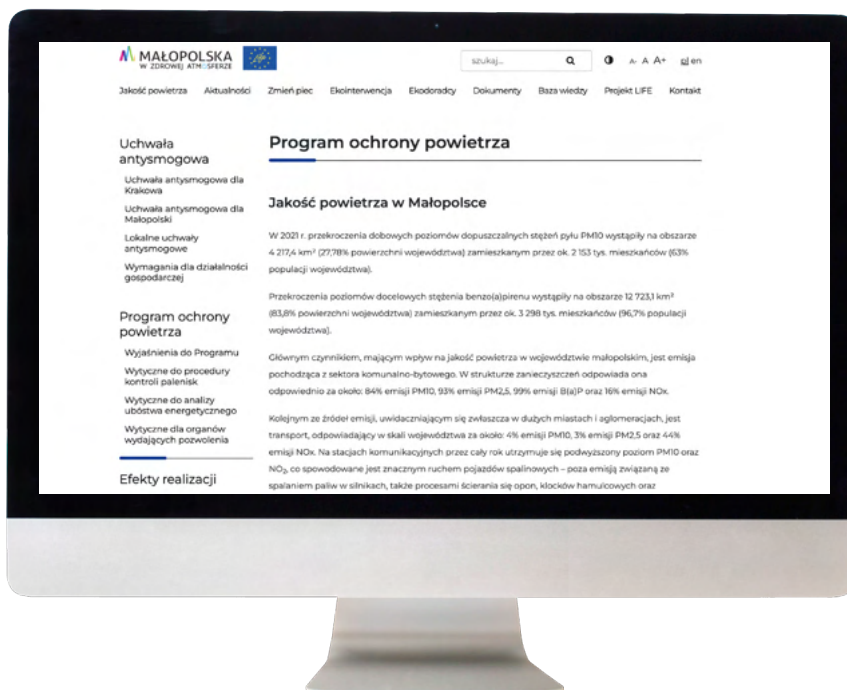 MAŁOPOLSKA
W ZDROWEJ ATMOSFERZE
szukaj...
A- A A+
pl en
Jakość powietrza Aktualności Zmień piec Ekointerwencja Ekodoradcy Dokumenty Baza wiedzy Projekt LIFE Kontakt
Uchwała
antysmogowa
Uchwała antysmogowa dla
Krakowa
Uchwała antysmogowa dla
Małopolski
Lokalne uchwały
antysmogowe
Wymagania dla działalności
gospodarczej
Program ochrony
powietrza
Wyjaśnienia do Programu
Wytyczne do procedury
kontroli palenisk
Wytyczne do analizy
ubóstwa energetycznego
Wytyczne dla organów
wydających pozwolenia
Efekty realizacji
Program ochrony powietrza
Jakość powietrza w Małopolsce
W 2021 r. przekroczenia dobowych poziomów dopuszczalnych stężeń pyłu PM10 wystąpiły na obszarze
4 217,4 km² (27,78% powierzchni województwa) zamieszkanym przez ok. 2 153 tys. mieszkańców (63%
populacji województwa).
Przekroczenia poziomów docelowych stężenia benzo(a)pirenu wystąpiły na obszarze 12 723,1 km²
(83,8% powierzchni województwa) zamieszkanym przez ok. 3 298 tys. mieszkańców (96,7% populacji
województwa).
Głównym czynnikiem, mającym wpływ na jakość powietrza w województwie małopolskim, jest emisja
pochodząca z sektora komunalno-bytowego. W strukturze zanieczyszczeń odpowiada ona
odpowiednio za około: 84% emisji PM10, 93% emisji PM2,5, 99% emisji B(a)P oraz 16% emisji NOx.
Kolejnym ze źródeł emisji, uwidaczniającym się zwłaszcza w dużych miastach i aglomeracjach, jest
transport, odpowiadający w skali województwa za około: 4% emisji PM10, 3% emisji PM2,5 oraz 44%
emisji NOx. Na stacjach komunikacyjnych przez cały rok utrzymuje się podwyższony poziom PM10 oraz
NO₂, co spowodowane jest znacznym ruchem pojazdów spalinowych – poza emisją związaną ze
spalaniem paliw w silnikach, także procesami ścierania się opon, klocków hamulcowych oraz